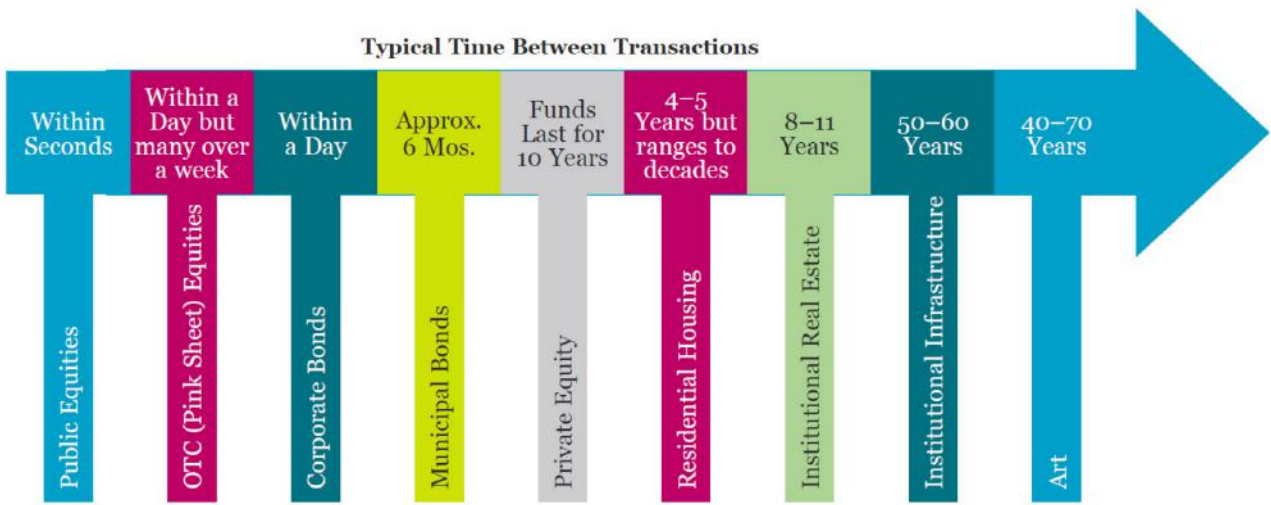 Typical Time Between Transactions
Within
Seconds
Within a
Day but
many over
a week
Within
a Day
Approx.
6 Mos.
Funds
Last for
10 Years
4–5
Years but
ranges to
decades
8–11
Years
50–60
Years
40–70
Years
Public Equities
OTC (Pink Sheet) Equities
Corporate Bonds
Municipal Bonds
Private Equity
Residential Housing
Institutional Real Estate
Institutional Infrastructure
Art